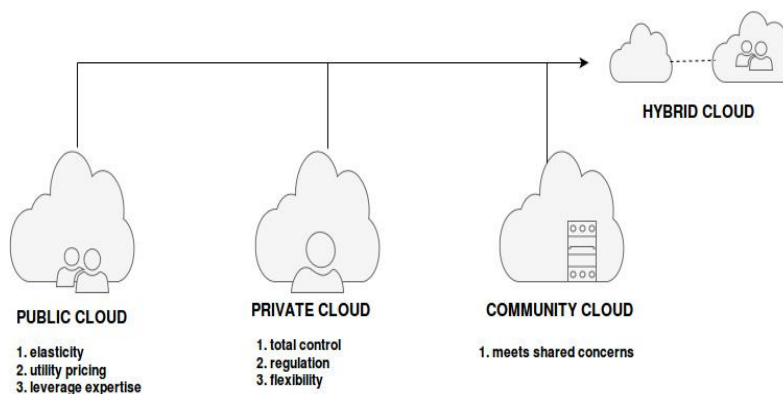 HYBRID CLOUD
PUBLIC CLOUD
1. elasticity
2. utility pricing
3. leverage expertise
PRIVATE CLOUD
1. total control
2. regulation
3. flexibility
COMMUNITY CLOUD
1. meets shared concerns